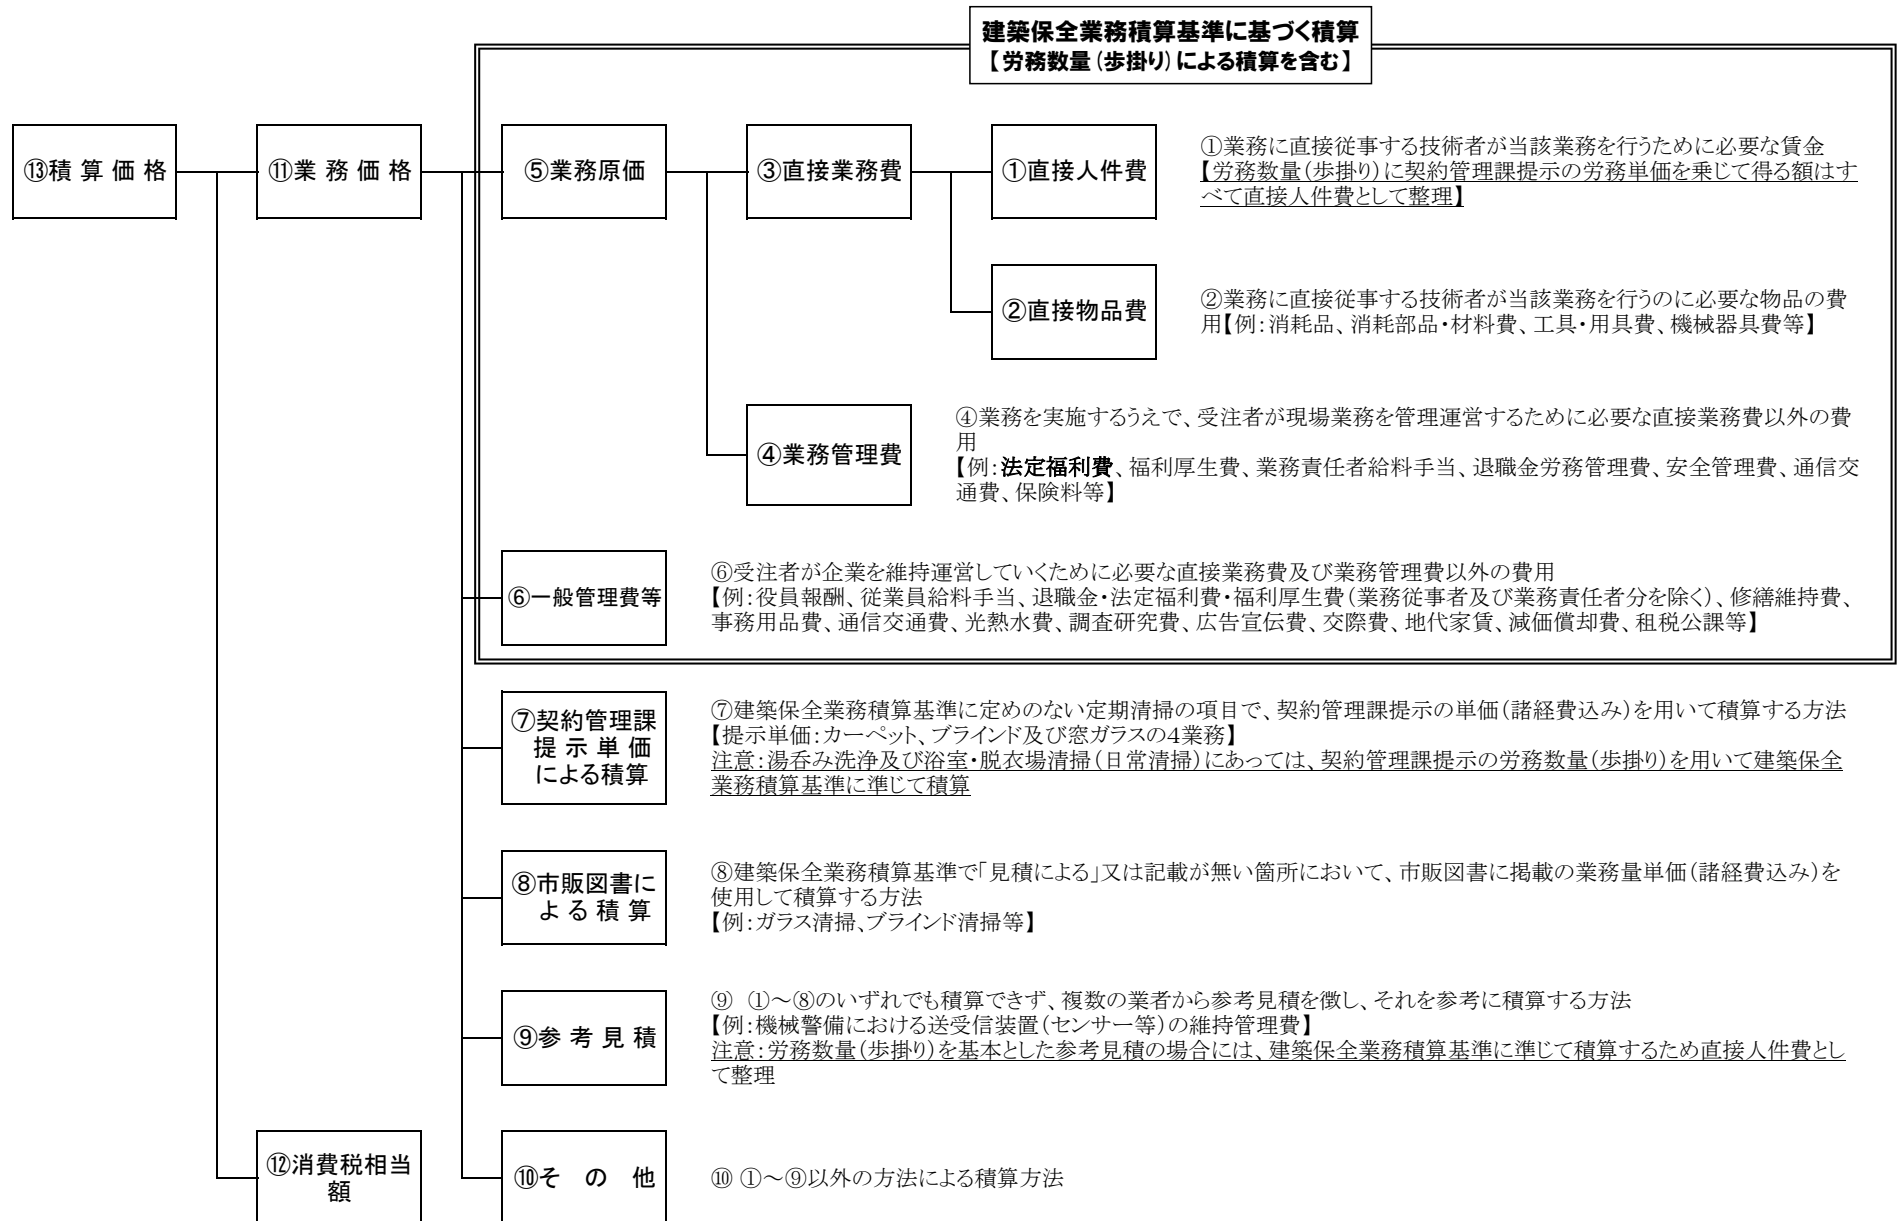 建築保全業務積算基準に基づく積算
【労務数量(歩掛り)による積算を含む】
⑬積算価格
⑪業務価格
⑤業務原価
③直接業務費
①直接人件費
①業務に直接従事する技術者が当該業務を行うために必要な賃金
【労務数量(歩掛り)に契約管理課提示の労務単価を乗じて得る額はす
べて直接人件費として整理】
②直接物品費
②業務に直接従事する技術者が当該業務を行うのに必要な物品の費
用【例:消耗品、消耗部品・材料費、工具・用具費、機械器具費等】
④業務管理費
④業務を実施するうえで、受注者が現場業務を管理運営するために必要な直接業務費以外の費
用
【例:法定福利費、福利厚生費、業務責任者給料手当、退職金労務管理費、安全管理費、通信交
通費、保険料等】
⑥一般管理費等
⑥受注者が企業を維持運営していくために必要な直接業務費及び業務管理費以外の費用
【例:役員報酬、従業員給料手当、退職金・法定福利費・福利厚生費(業務従事者及び業務責任者分を除く)、修繕維持費、
事務用品費、通信交通費、光熱水費、調査研究費、広告宣伝費、交際費、地代家賃、減価償却費、租税公課等】
⑦契約管理課
提示単価
による積算
⑦建築保全業務積算基準に定めのない定期清掃の項目で、契約管理課提示の単価(諸経費込み)を用いて積算する方法
【提示単価:カーペット、ブラインド及び窓ガラスの4業務】
注意:湯呑み洗浄及び浴室・脱衣場清掃(日常清掃)にあっては、契約管理課提示の労務数量(歩掛り)を用いて建築保全
業務積算基準に準じて積算
⑧市販図書に
よる積算
⑧建築保全業務積算基準で「見積による」又は記載が無い箇所において、市販図書に掲載の業務量単価(諸経費込み)を
使用して積算する方法
【例:ガラス清掃、ブラインド清掃等】
⑨参考見積
⑨ ①~⑧のいずれでも積算できず、複数の業者から参考見積を徴し、それを参考に積算する方法
【例:機械警備における送受信装置(センサー等)の維持管理費】
注意:労務数量(歩掛り)を基本とした参考見積の場合には、建築保全業務積算基準に準じて積算するため直接人件費とし
て整理
⑫消費税相当
額
⑩その他
⑩ ①~⑨以外の方法による積算方法